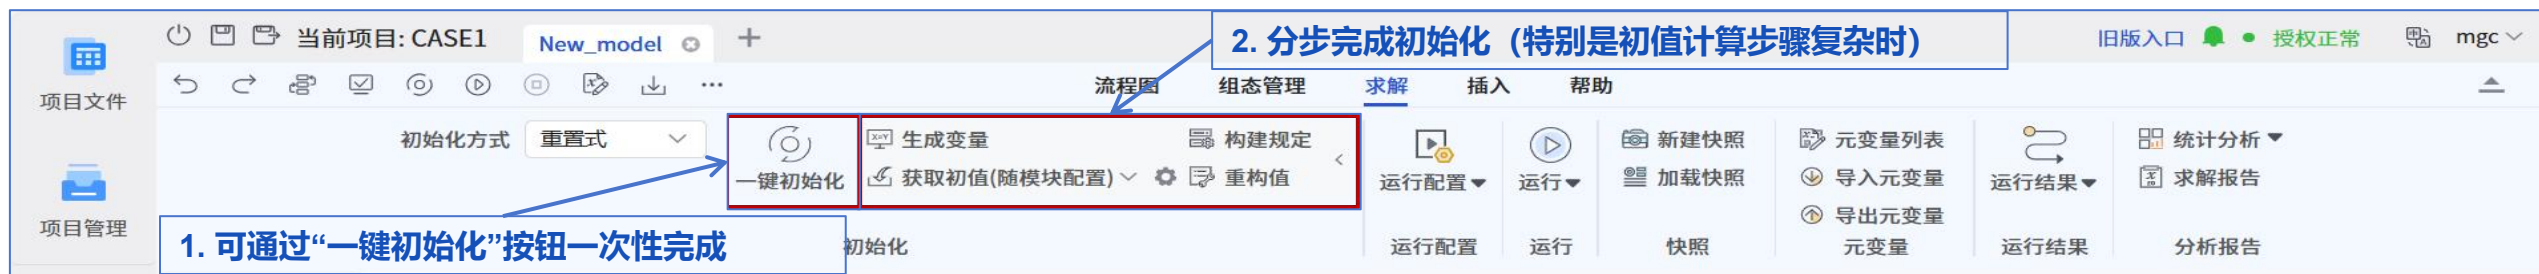 当前项目: CASE1
New_model
2. 分步完成初始化（特别是初值计算步骤复杂时）
旧版入口
授权正常
mgc
项目文件
...
流程图
组态管理
求解
插入
帮助
初始化方式
重置式
一键初始化
生成变量
获取初值(随模块配置)
构建规定
重构值
运行配置
运行
新建快照
加载快照
元变量列表
导入元变量
导出元变量
运行结果
统计分析
求解报告
项目管理
1. 可通过“一键初始化”按钮一次性完成
初始化
运行配置
运行
快照
元变量
运行结果
分析报告